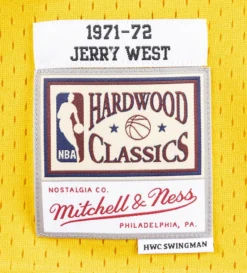 1971-72
JERRY WEST
HARDWOOD
NBA
CLASSICS
NOSTALGIA CO.
Mitchell & Ness
PHILADELPHIA, PA.
HWC SWINGMAN